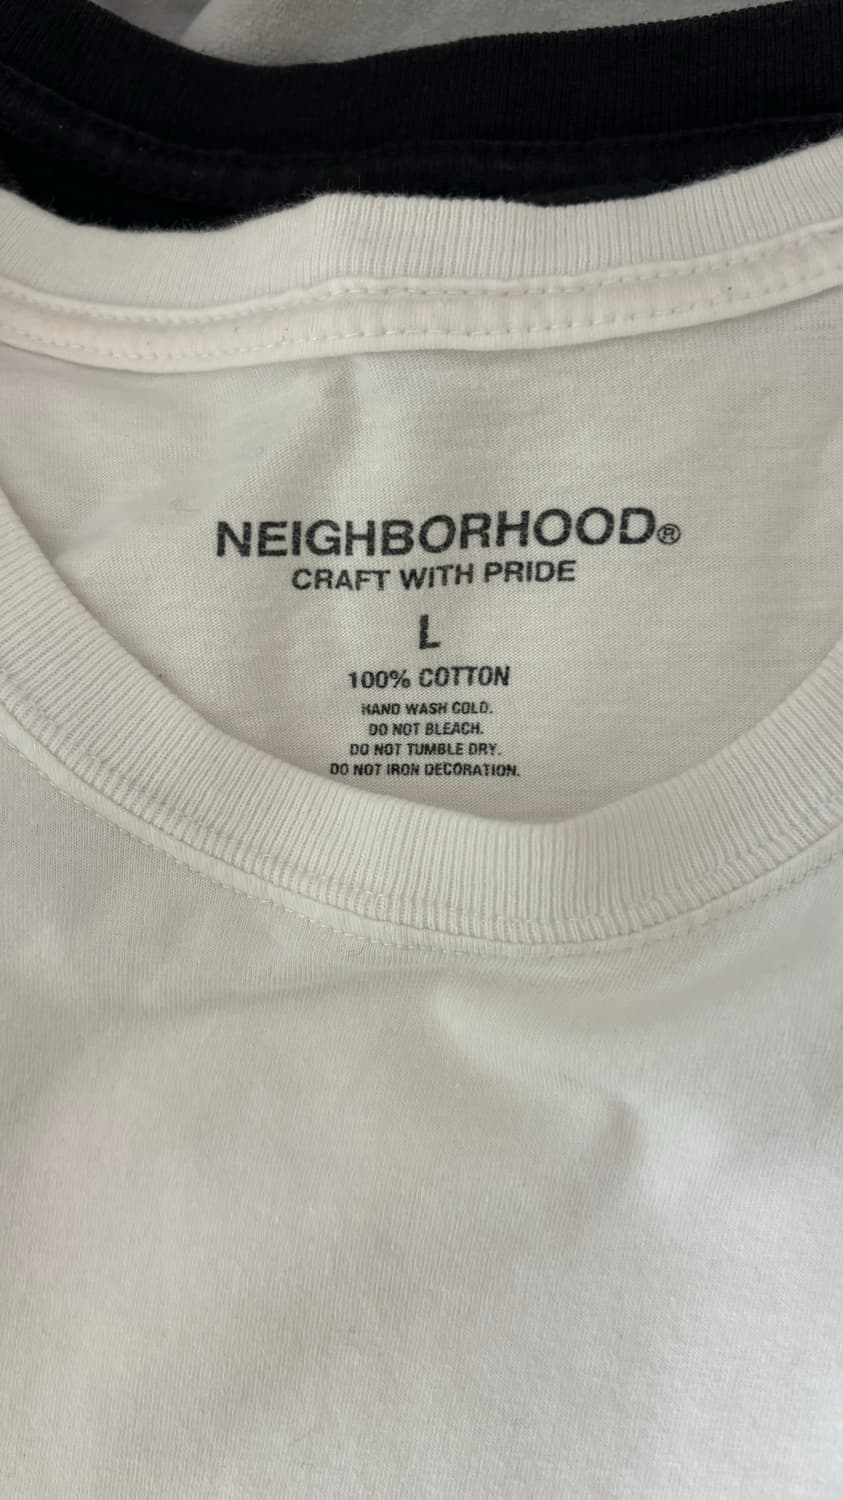 NEIGHBORHOOD®
CRAFT WITH PRIDE
L
100% COTTON
HAND WASH COLD.
DO NOT BLEACH.
DO NOT TUMBLE DRY.
DO NOT IRON DECORATION.